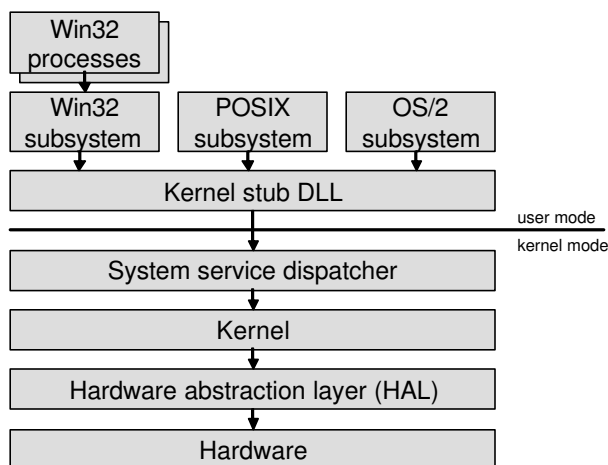 Win32
processes
Win32
subsystem
POSIX
subsystem
OS/2
subsystem
Kernel stub DLL
user mode
kernel mode
System service dispatcher
Kernel
Hardware abstraction layer (HAL)
Hardware